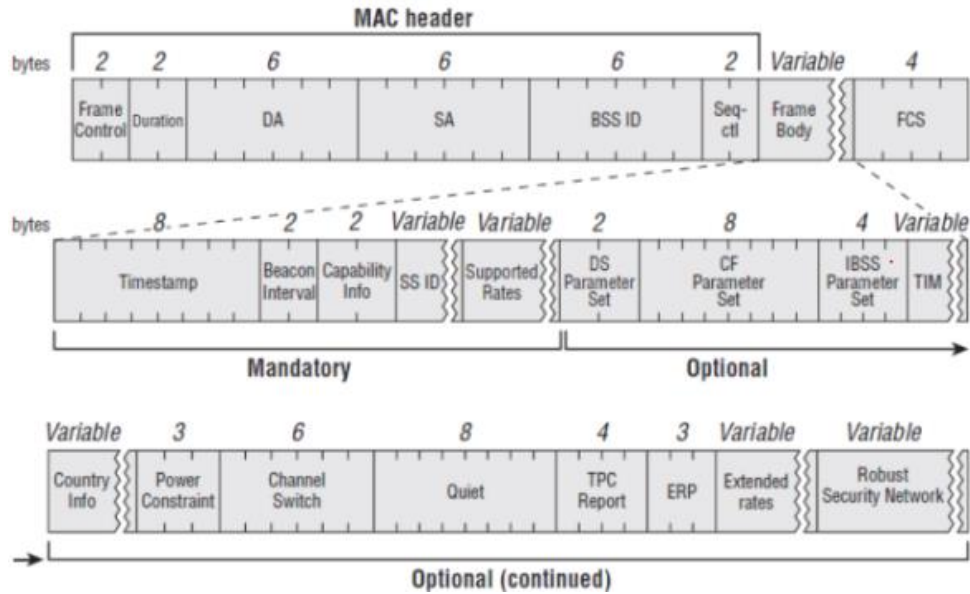 MAC header
bytes 2 2 6 6 6 2 Variable 4
Frame Control Duration DA SA BSS ID Seq-ctl Frame Body FCS
bytes 8 2 2 Variable Variable 2 8 4 Variable
Timestamp Beacon Interval Capability Info SS ID Supported Rates DS Parameter Set CF Parameter Set IBSS Parameter Set TIM
Mandatory Optional
Variable 3 6 8 4 3 Variable Variable
Country Info Power Constraint Channel Switch Quiet TPC Report ERP Extended rates Robust Security Network
Optional (continued)